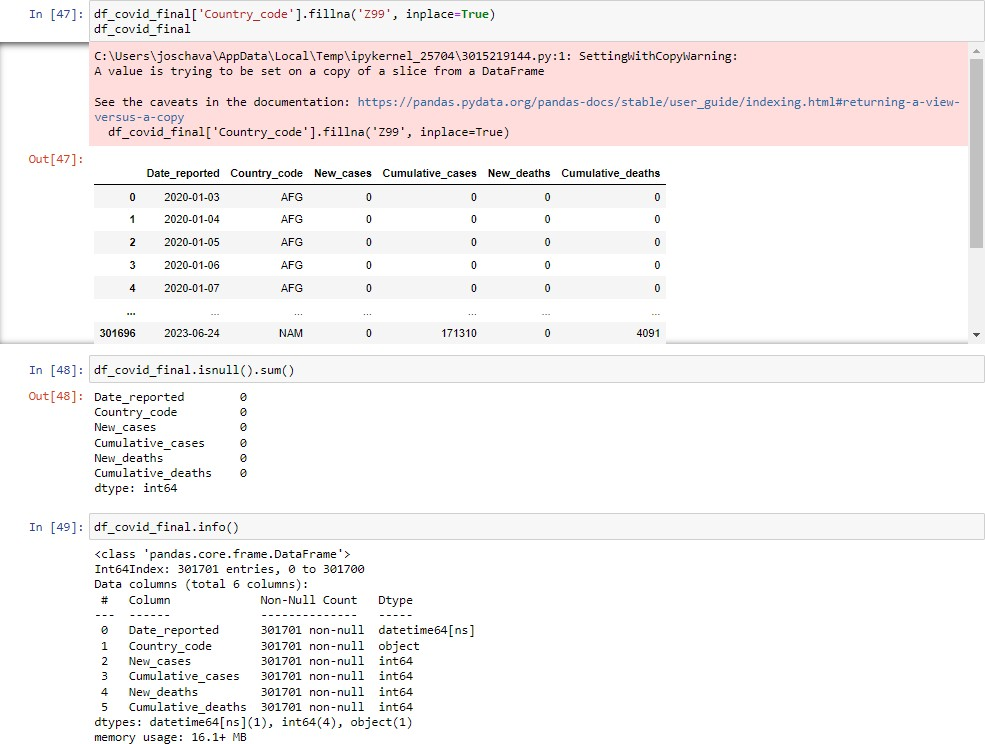 In [47]: df_covid_final['Country_code'].fillna('Z99', inplace=True)
df_covid_final
C:\Users\joschava\AppData\Local\Temp\ipykernel_25704\3015219144.py:1: SettingWithCopyWarning:
A value is trying to be set on a copy of a slice from a DataFrame
See the caveats in the documentation: https://pandas.pydata.org/pandas-docs/stable/user_guide/indexing.html#returning-a-view-
versus-a-copy
df_covid_final['Country_code'].fillna('Z99', inplace=True)
Out[47]:
Date_reported Country_code New_cases Cumulative_cases New_deaths Cumulative_deaths
0 2020-01-03 AFG 0 0 0 0
1 2020-01-04 AFG 0 0 0 0
2 2020-01-05 AFG 0 0 0 0
3 2020-01-06 AFG 0 0 0 0
4 2020-01-07 AFG 0 0 0 0
... ... ... ... ... ... ...
301696 2023-06-24 NAM 0 171310 0 4091
In [48]: df_covid_final.isnull().sum()
Out[48]: Date_reported 0
Country_code 0
New_cases 0
Cumulative_cases 0
New_deaths 0
Cumulative_deaths 0
dtype: int64
In [49]: df_covid_final.info()
<class 'pandas.core.frame.DataFrame'>
Int64Index: 301701 entries, 0 to 301700
Data columns (total 6 columns):
# Column Non-Null Count Dtype
--- ------ -------------- -----
0 Date_reported 301701 non-null datetime64[ns]
1 Country_code 301701 non-null object
2 New_cases 301701 non-null int64
3 Cumulative_cases 301701 non-null int64
4 New_deaths 301701 non-null int64
5 Cumulative_deaths 301701 non-null int64
dtypes: datetime64[ns](1), int64(4), object(1)
memory usage: 16.1+ MB